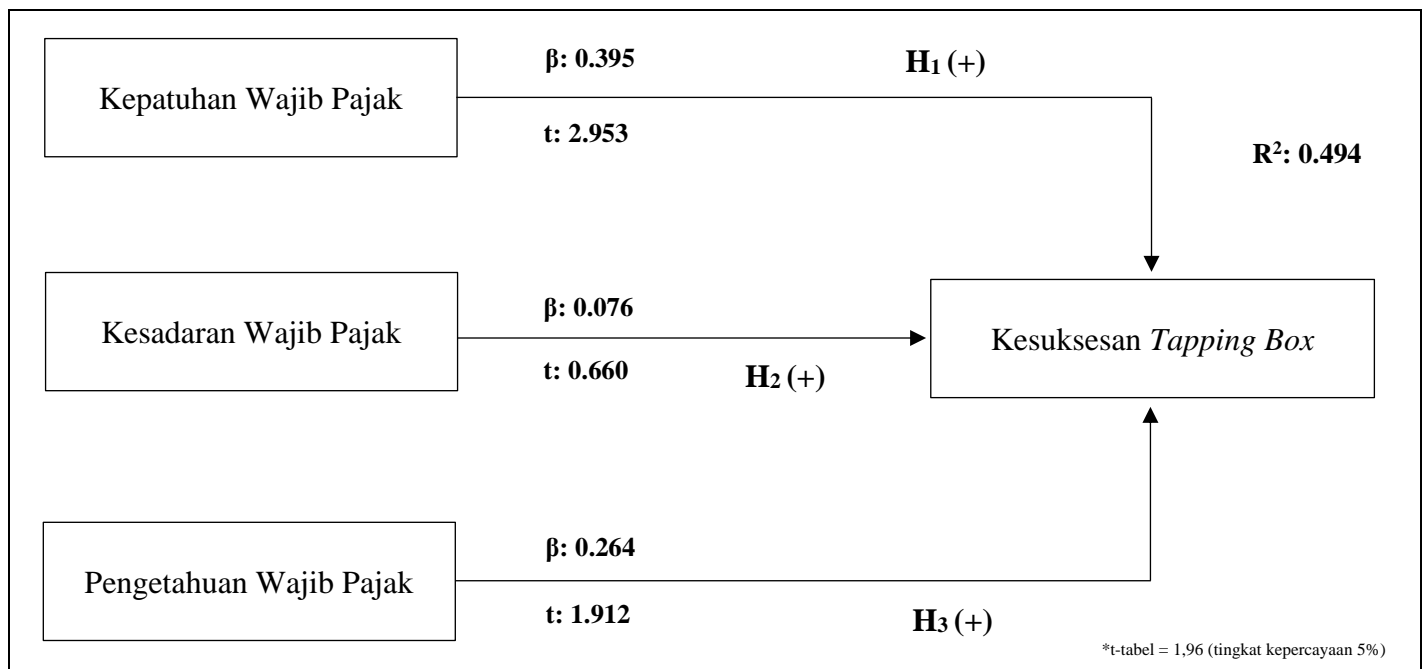 β: 0.395
H₁ (+)
Kepatuhan Wajib Pajak
t: 2.953
R²: 0.494
β: 0.076
Kesadaran Wajib Pajak
Kesuksesan Tapping Box
t: 0.660
H₂ (+)
β: 0.264
Pengetahuan Wajib Pajak
t: 1.912
H₃ (+)
*t-tabel = 1,96 (tingkat kepercayaan 5%)